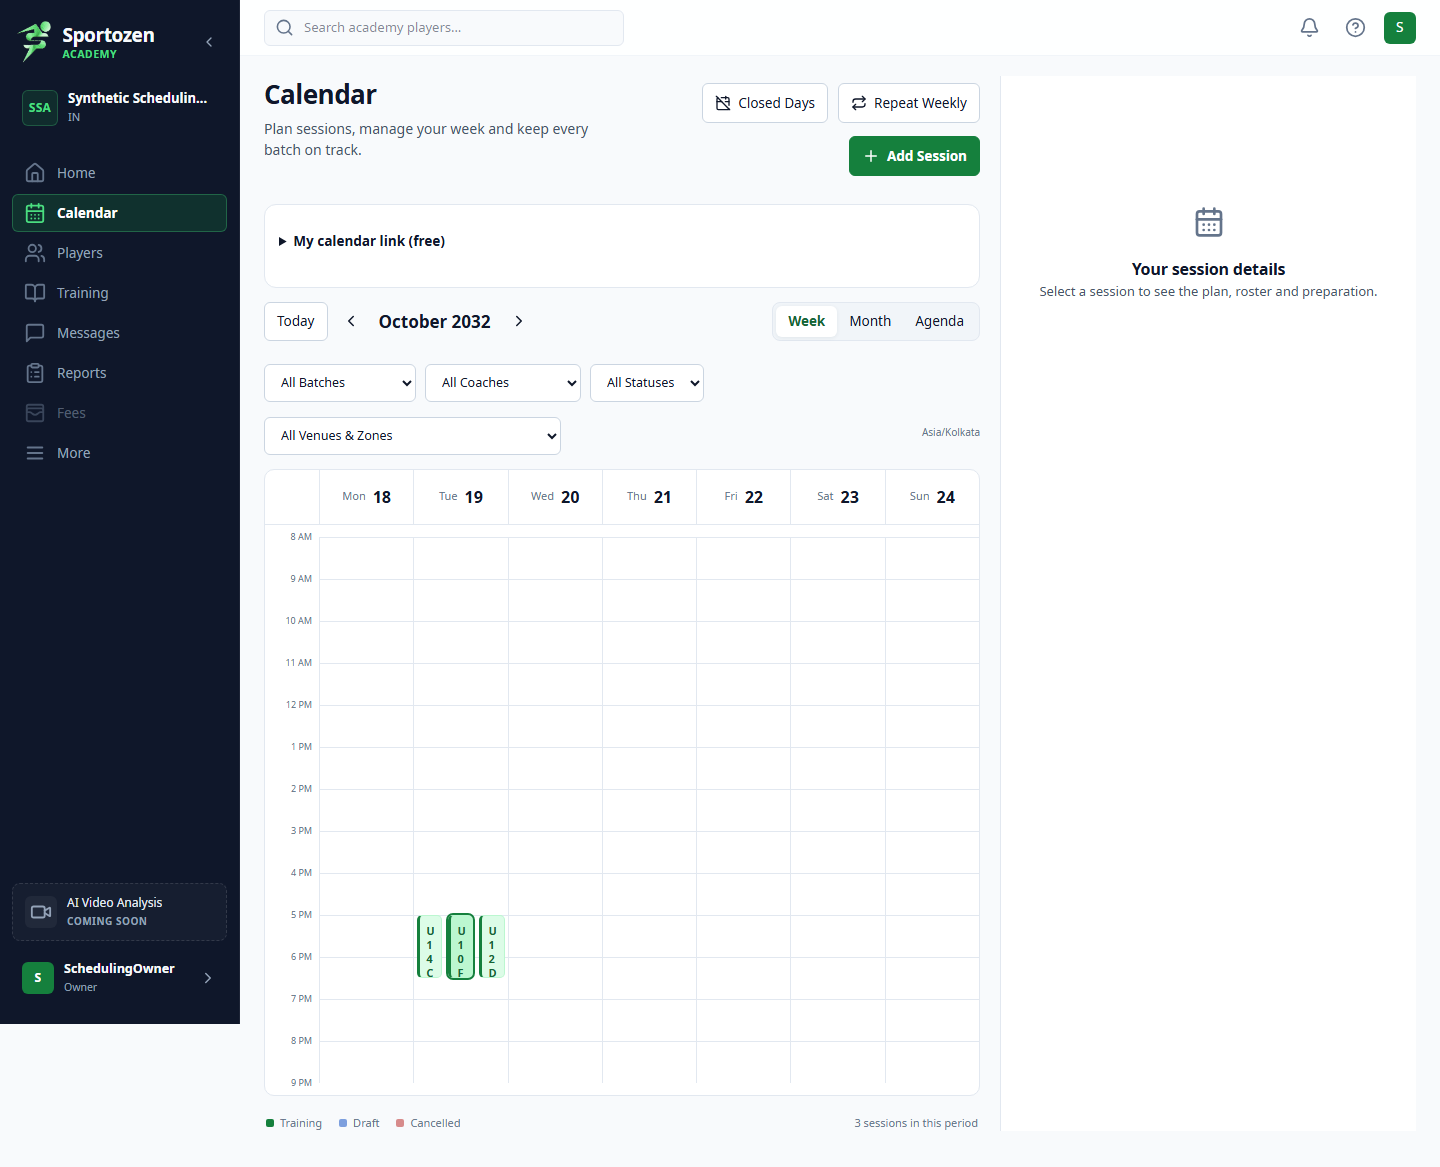 Sportozen
ACADEMY
SSA
Synthetic Schedulin...
IN
Home
Calendar
Players
Training
Messages
Reports
Fees
More
AI Video Analysis
COMING SOON
S
SchedulingOwner
Owner
Search academy players...
S
Calendar
Plan sessions, manage your week and keep every
batch on track.
Closed Days
Repeat Weekly
Add Session
My calendar link (free)
Today
October 2032
Week
Month
Agenda
All Batches
All Coaches
All Statuses
All Venues & Zones
Asia/Kolkata
Mon 18
Tue 19
Wed 20
Thu 21
Fri 22
Sat 23
Sun 24
8 AM
9 AM
10 AM
11 AM
12 PM
1 PM
2 PM
3 PM
4 PM
5 PM
6 PM
7 PM
8 PM
9 PM
U
1
4
C
U
1
0
F
U
1
2
D
Training
Draft
Cancelled
3 sessions in this period
Your session details
Select a session to see the plan, roster and preparation.